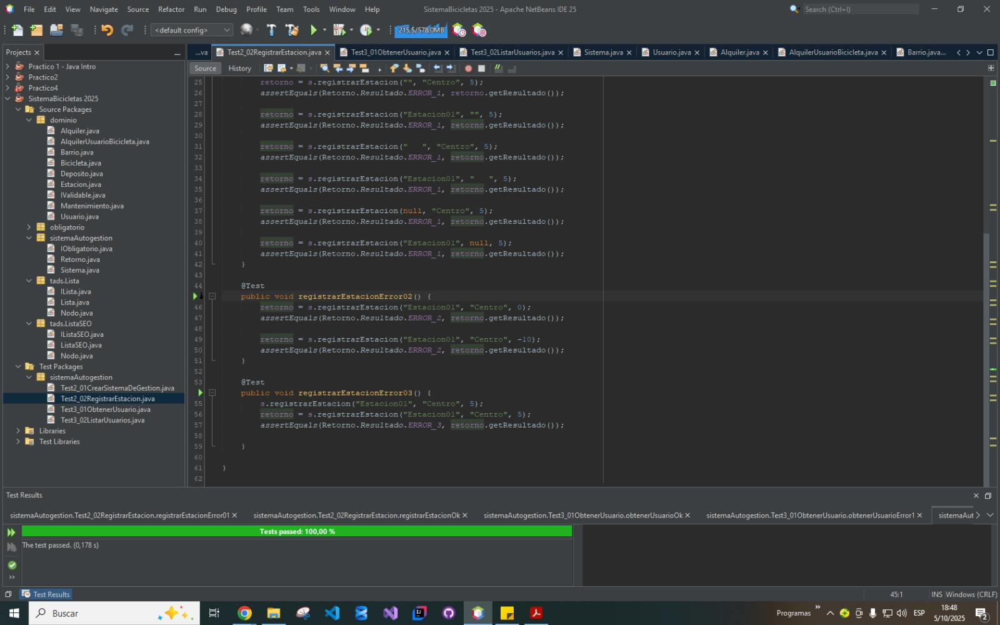 File Edit View Navigate Source Refactor Run Debug Profile Team Tools Window Help
SistemaBicicletas 2025 - Apache NetBeans IDE 25
Search (Ctrl+I)
<default config>
215,5/578,0MB
Projects
...va
Test2_02RegistrarEstacion.java
Test3_01ObtenerUsuario.java
Test3_02ListarUsuarios.java
Sistema.java
Usuario.java
Alquiler.java
AlquilerUsuarioBicicleta.java
Barrio.java...
Source History
Practico 1 - Java Intro
Practico2
Practico4
SistemaBicicletas 2025
Source Packages
dominio
Alquiler.java
AlquilerUsuarioBicicleta.java
Barrio.java
Bicicleta.java
Deposito.java
Estacion.java
IValidable.java
Mantenimiento.java
Usuario.java
obligatorio
sistemaAutogestion
IObligatorio.java
Retorno.java
Sistema.java
tads.Lista
ILista.java
Lista.java
Nodo.java
tads.ListaSEO
IListaSEO.java
ListaSEO.java
Nodo.java
Test Packages
sistemaAutogestion
Test2_01CrearSistemaDeGestion.java
Test2_02RegistrarEstacion.java
Test3_01ObtenerUsuario.java
Test3_02ListarUsuarios.java
Libraries
Test Libraries
25 retorno = s.registrarEstacion("", "Centro", 5);
26 assertEquals(Retorno.Resultado.ERROR_1, retorno.getResultado());
27
28 retorno = s.registrarEstacion("Estacion01", "", 5);
29 assertEquals(Retorno.Resultado.ERROR_1, retorno.getResultado());
30
31 retorno = s.registrarEstacion("   ", "Centro", 5);
32 assertEquals(Retorno.Resultado.ERROR_1, retorno.getResultado());
33
34 retorno = s.registrarEstacion("Estacion01", "   ", 5);
35 assertEquals(Retorno.Resultado.ERROR_1, retorno.getResultado());
36
37 retorno = s.registrarEstacion(null, "Centro", 5);
38 assertEquals(Retorno.Resultado.ERROR_1, retorno.getResultado());
39
40 retorno = s.registrarEstacion("Estacion01", null, 5);
41 assertEquals(Retorno.Resultado.ERROR_1, retorno.getResultado());
42 }
43
44 @Test
public void registrarEstacionError02() {
46 retorno = s.registrarEstacion("Estacion01", "Centro", 0);
47 assertEquals(Retorno.Resultado.ERROR_2, retorno.getResultado());
48
49 retorno = s.registrarEstacion("Estacion01", "Centro", -10);
50 assertEquals(Retorno.Resultado.ERROR_2, retorno.getResultado());
51 }
52
53 @Test
public void registrarEstacionError03() {
55 s.registrarEstacion("Estacion01", "Centro", 5);
56 retorno = s.registrarEstacion("Estacion01", "Centro", 5);
57 assertEquals(Retorno.Resultado.ERROR_3, retorno.getResultado());
58
59 }
60
61 }
62
Test Results
sistemaAutogestion.Test2_02RegistrarEstacion.registrarEstacionError01
sistemaAutogestion.Test2_02RegistrarEstacion.registrarEstacionOk
sistemaAutogestion.Test3_01ObtenerUsuario.obtenerUsuarioOk
sistemaAutogestion.Test3_01ObtenerUsuario.obtenerUsuarioError1
sistemaAut
Tests passed: 100,00 %
The test passed. (0,178 s)
Test Results
45:1
INS Windows (CRLF)
Buscar
Programas
ESP
18:48
5/10/2025
2